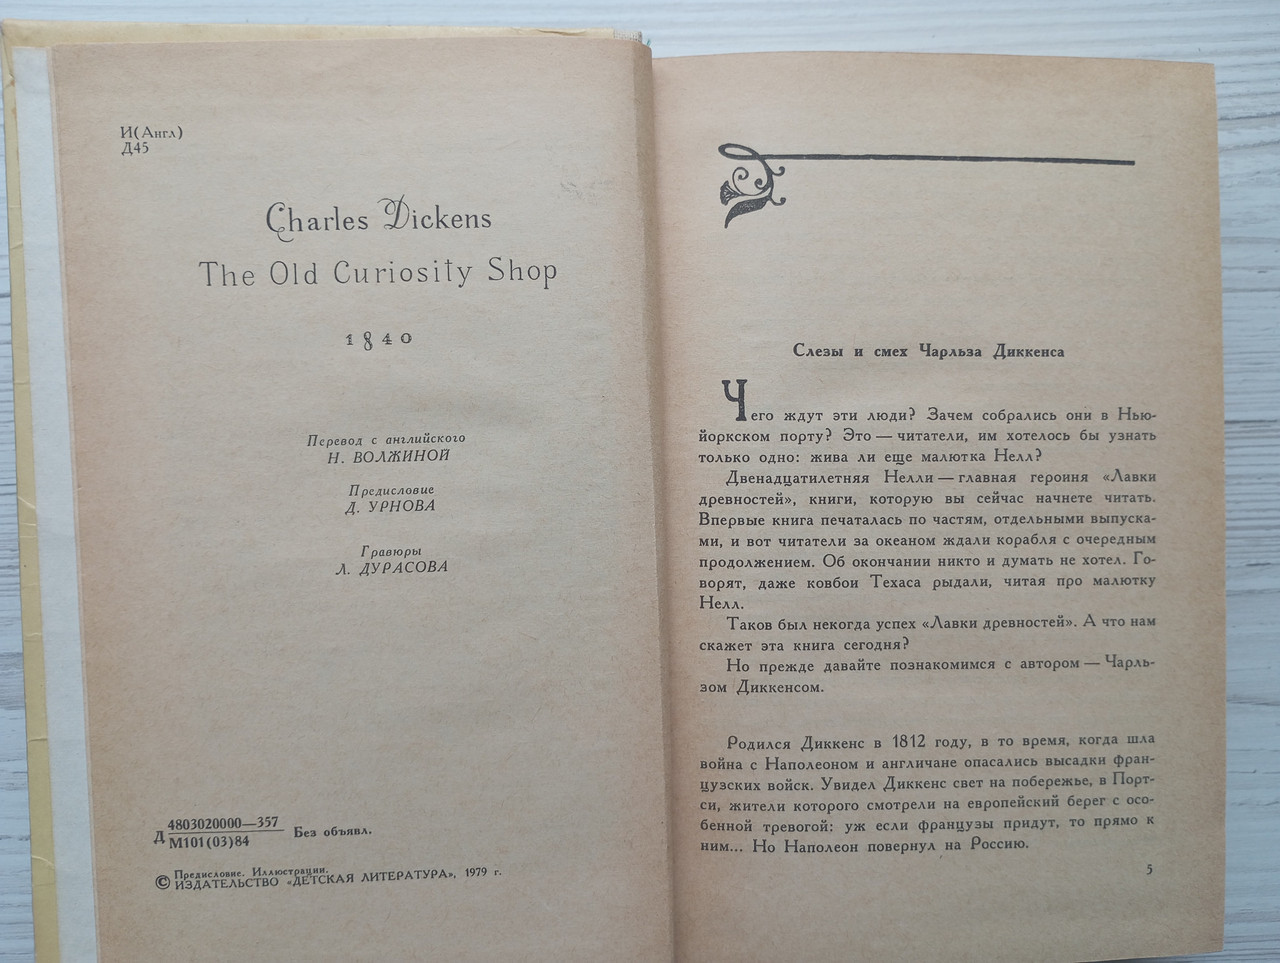 И(Англ)
Д45
Charles Dickens
The Old Curiosity Shop
1840
Перевод с английского
Н. ВОЛЖИНОЙ
Предисловие
Д. УРНОВА
Гравюры
Л. ДУРАСОВА
Д 4803020000—357
М101(03)84
Без объявл.
© Предисловие. Иллюстрации.
ИЗДАТЕЛЬСТВО «ДЕТСКАЯ ЛИТЕРАТУРА», 1979 г.
Слезы и смех Чарльза Диккенса
Чего ждут эти люди? Зачем собрались они в Нью-
йоркском порту? Это — читатели, им хотелось бы узнать
только одно: жива ли еще малютка Нелл?
Двенадцатилетняя Нелли — главная героиня «Лавки
древностей», книги, которую вы сейчас начнете читать.
Впервые книга печаталась по частям, отдельными выпуска-
ми, и вот читатели за океаном ждали корабля с очередным
продолжением. Об окончании никто и думать не хотел. Го-
ворят, даже ковбои Техаса рыдали, читая про малютку
Нелл.
Таков был некогда успех «Лавки древностей». А что нам
скажет эта книга сегодня?
Но прежде давайте познакомимся с автором — Чарль-
зом Диккенсом.
Родился Диккенс в 1812 году, в то время, когда шла
война с Наполеоном и англичане опасались высадки фран-
цузских войск. Увидел Диккенс свет на побережье, в Порт-
си, жители которого смотрели на европейский берег с осо-
бенной тревогой: уж если французы придут, то прямо к
ним... Но Наполеон повернул на Россию.
5